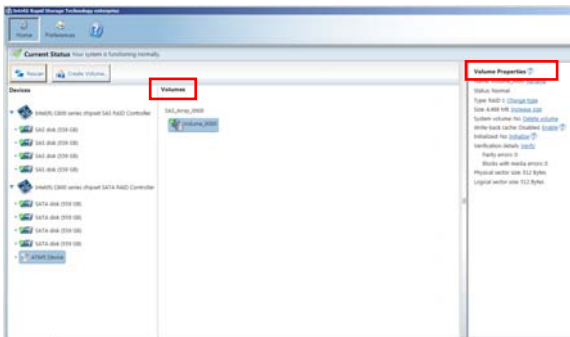 Intel® Rapid Storage Technology enterprise
Home
Preferences
Current Status Your system is functioning normally.
Rescan
Create Volume...
Devices
Intel(R) C600 series chipset SAS RAID Controller
SAS disk (559 GB)
SAS disk (559 GB)
SAS disk (559 GB)
SAS disk (559 GB)
Intel(R) C600 series chipset SATA RAID Controller
SATA disk (559 GB)
SATA disk (559 GB)
SATA disk (559 GB)
SATA disk (559 GB)
ATAPI Device
Volumes
SAS_Array_0000
Volume_0000
Volume Properties
Name: Volume_0000 Rename
Status: Normal
Type: RAID Change type
Size: MB Increase size
System volume: No Delete volume
Write-back cache: Disabled Enable
Initialized: No Initialize
Verification details Verify
Parity errors: 0
Blocks with media errors: 0
Physical sector size: 512 Bytes
Logical sector size: 512 Bytes